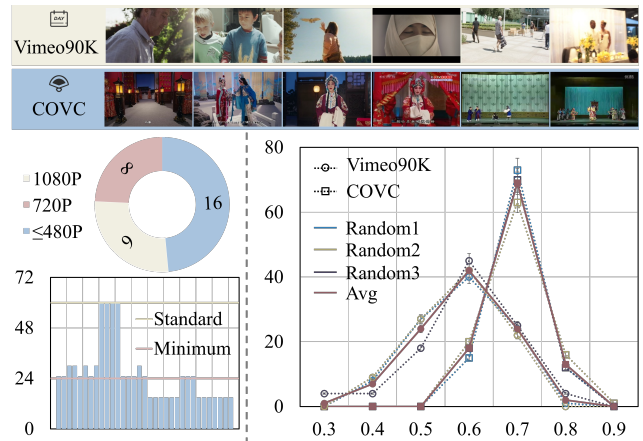 DAY
Vimeo90K
COVC
1080P
720P
≤480P
8
16
9
72
48
24
0
Standard
Minimum
80
60
40
20
0
Vimeo90K
COVC
Random1
Random2
Random3
Avg
0.3 0.4 0.5 0.6 0.7 0.8 0.9